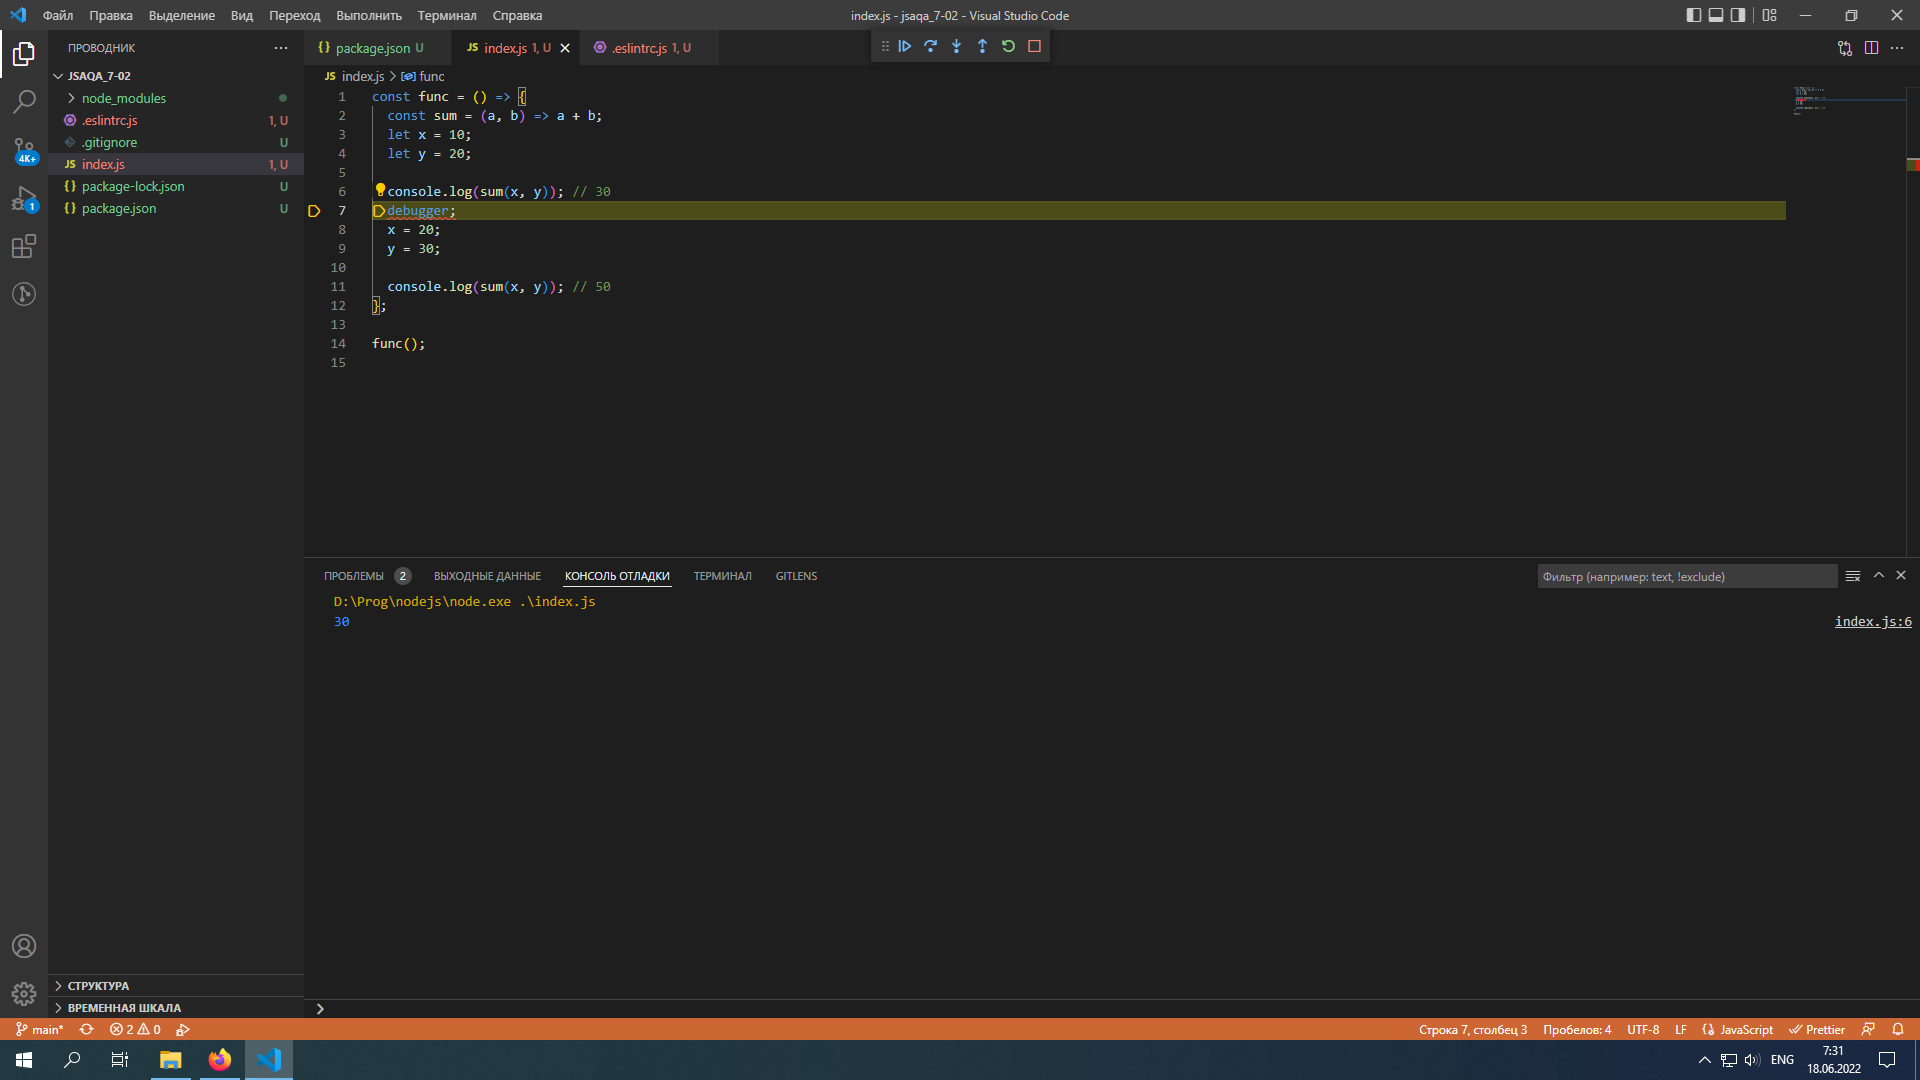 Файл Правка Выделение Вид Переход Выполнить Терминал Справка
index.js - jsaqa_7-02 - Visual Studio Code
ПРОВОДНИК
JSAQA_7-02
node_modules
.eslintrc.js 1, U
.gitignore U
JS index.js 1, U
{} package-lock.json U
{} package.json U
4K+
1
СТРУКТУРА
ВРЕМЕННАЯ ШКАЛА
{} package.json U
JS index.js 1, U
.eslintrc.js 1, U
JS index.js > func
1 const func = () => {
2 const sum = (a, b) => a + b;
3 let x = 10;
4 let y = 20;
5
6 console.log(sum(x, y)); // 30
7 debugger;
8 x = 20;
9 y = 30;
10
11 console.log(sum(x, y)); // 50
12 };
13
14 func();
15
ПРОБЛЕМЫ 2 ВЫХОДНЫЕ ДАННЫЕ КОНСОЛЬ ОТЛАДКИ ТЕРМИНАЛ GITLENS
Фильтр (например: text, !exclude)
D:\Prog\nodejs\node.exe .\index.js
30 index.js:6
main* 2 0
Строка 7, столбец 3 Пробелов: 4 UTF-8 LF {} JavaScript Prettier
ENG
7:31
18.06.2022